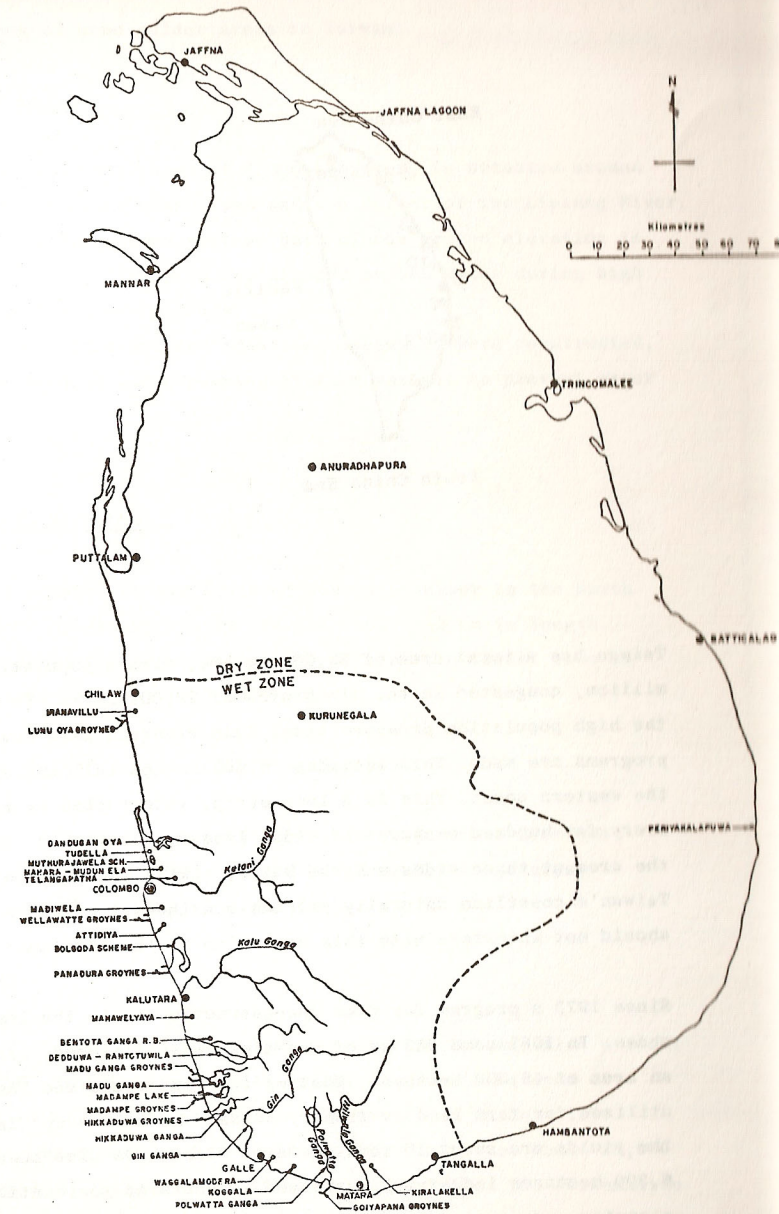 JAFFNA
JAFFNA LAGOON
N
Kilometres
0 10 20 30 40 50 60 70
MANNAR
TRINCOMALEE
ANURADHAPURA
PUTTALAM
BATTICALAO
DRY ZONE
WET ZONE
CHILAW
IRANAVILLU
KURUNEGALA
LUNU OYA GROYNES
PERIYAKALAPUWA
DANDUGAN OYA
TUDELLA
MUTHURAJAWELA SCH.
MAHARA - MUDUN ELA
TELANGAPATHA
Kelani Ganga
COLOMBO
MADIWELA
WELLAWATTE GROYNES
ATTIDIYA
BOLGODA SCHEME
Kalu Ganga
PANADURA GROYNES
KALUTARA
MAHAWELYAYA
BENTOTA GANGA R.B.
DEDDUWA - RANTOTUWILA
MADU GANGA GROYNES
MADU GANGA
MADAMPE LAKE
MADAMPE GROYNES
HIKKADUWA GROYNES
HIKKADUWA GANGA
Gin Ganga
Polwatta Ganga
Nilwala Ganga
GIN GANGA
GALLE
WAGGALAMODERA
KOGGALA
POLWATTA GANGA
MATARA
GOIYAPANA GROYNES
KIRALAKELLA
TANGALLA
HAMBANTOTA